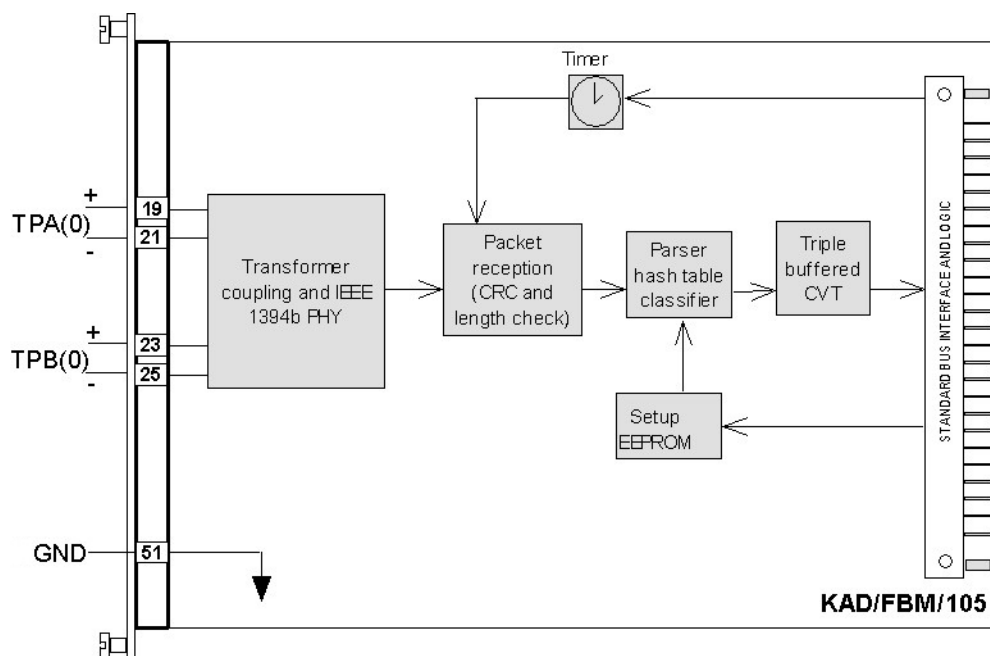 Timer
+
TPA(0)
-
19
21
+
TPB(0)
-
23
25
GND
51
Transformer
coupling and IEEE
1394b PHY
Packet
reception
(CRC and
length check)
Parser
hash table
classifier
Triple
buffered
CVT
Setup
EEPROM
STANDARD BUS INTERFACE AND LOGIC
KAD/FBM/105